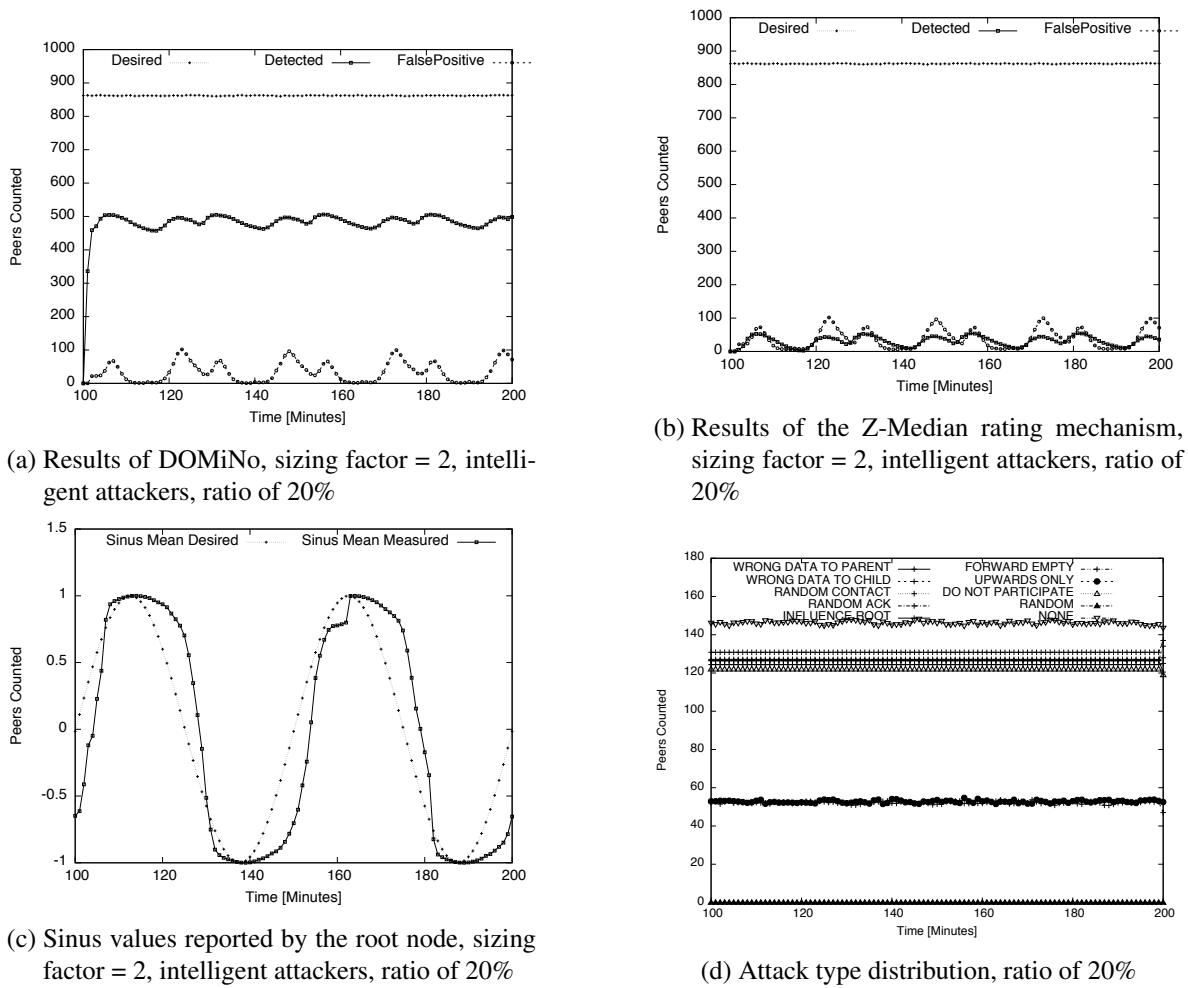 1000
900
800
700
600
500
400
300
200
100
0
Desired
Detected
FalsePositive
Peers Counted
100 120 140 160 180 200
Time [Minutes]
(a) Results of DOMiNo, sizing factor = 2, intelli-
gent attackers, ratio of 20%
1000
900
800
700
600
500
400
300
200
100
0
Desired
Detected
FalsePositive
Peers Counted
100 120 140 160 180 200
Time [Minutes]
(b) Results of the Z-Median rating mechanism,
sizing factor = 2, intelligent attackers, ratio of
20%
1.5
1
0.5
0
-0.5
-1
Sinus Mean Desired
Sinus Mean Measured
Peers Counted
100 120 140 160 180 200
Time [Minutes]
(c) Sinus values reported by the root node, sizing
factor = 2, intelligent attackers, ratio of 20%
180
160
140
120
100
80
60
40
20
0
WRONG DATA TO PARENT
WRONG DATA TO CHILD
RANDOM CONTACT
RANDOM ACK
INFLUENCE ROOT
FORWARD EMPTY
UPWARDS ONLY
DO NOT PARTICIPATE
RANDOM
NONE
Peers Counted
100 120 140 160 180 200
Time [Minutes]
(d) Attack type distribution, ratio of 20%